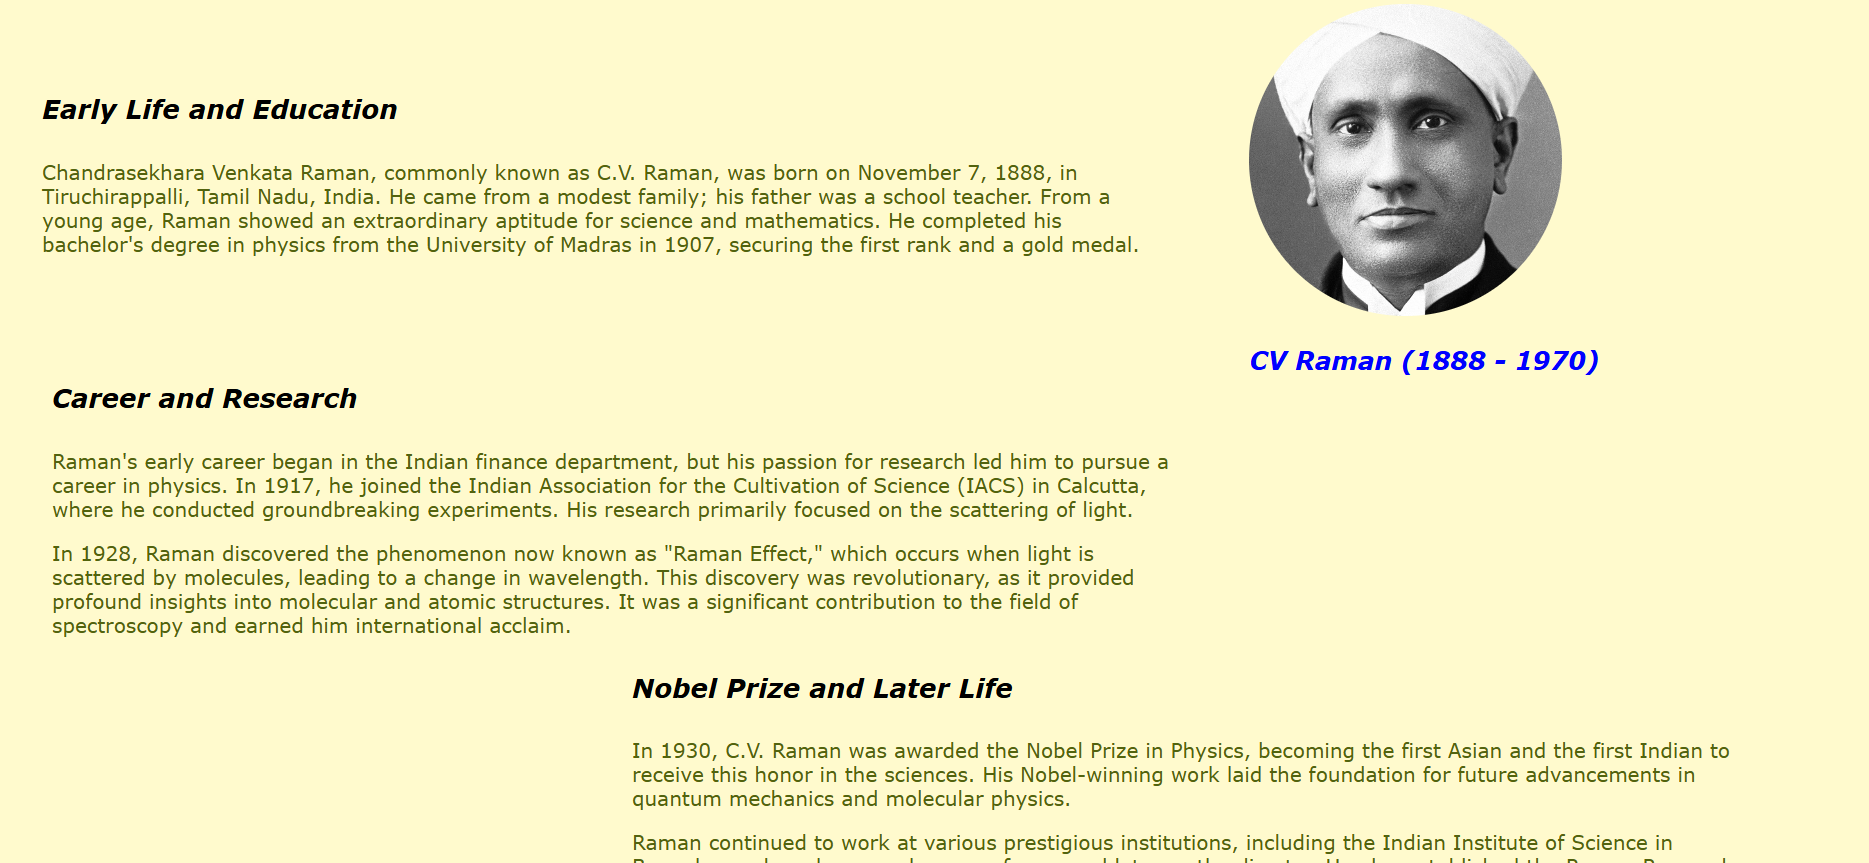 Early Life and Education
Chandrasekhara Venkata Raman, commonly known as C.V. Raman, was born on November 7, 1888, in
Tiruchirappalli, Tamil Nadu, India. He came from a modest family; his father was a school teacher. From a
young age, Raman showed an extraordinary aptitude for science and mathematics. He completed his
bachelor's degree in physics from the University of Madras in 1907, securing the first rank and a gold medal.
CV Raman (1888 - 1970)
Career and Research
Raman's early career began in the Indian finance department, but his passion for research led him to pursue a
career in physics. In 1917, he joined the Indian Association for the Cultivation of Science (IACS) in Calcutta,
where he conducted groundbreaking experiments. His research primarily focused on the scattering of light.
In 1928, Raman discovered the phenomenon now known as "Raman Effect," which occurs when light is
scattered by molecules, leading to a change in wavelength. This discovery was revolutionary, as it provided
profound insights into molecular and atomic structures. It was a significant contribution to the field of
spectroscopy and earned him international acclaim.
Nobel Prize and Later Life
In 1930, C.V. Raman was awarded the Nobel Prize in Physics, becoming the first Asian and the first Indian to
receive this honor in the sciences. His Nobel-winning work laid the foundation for future advancements in
quantum mechanics and molecular physics.
Raman continued to work at various prestigious institutions, including the Indian Institute of Science in